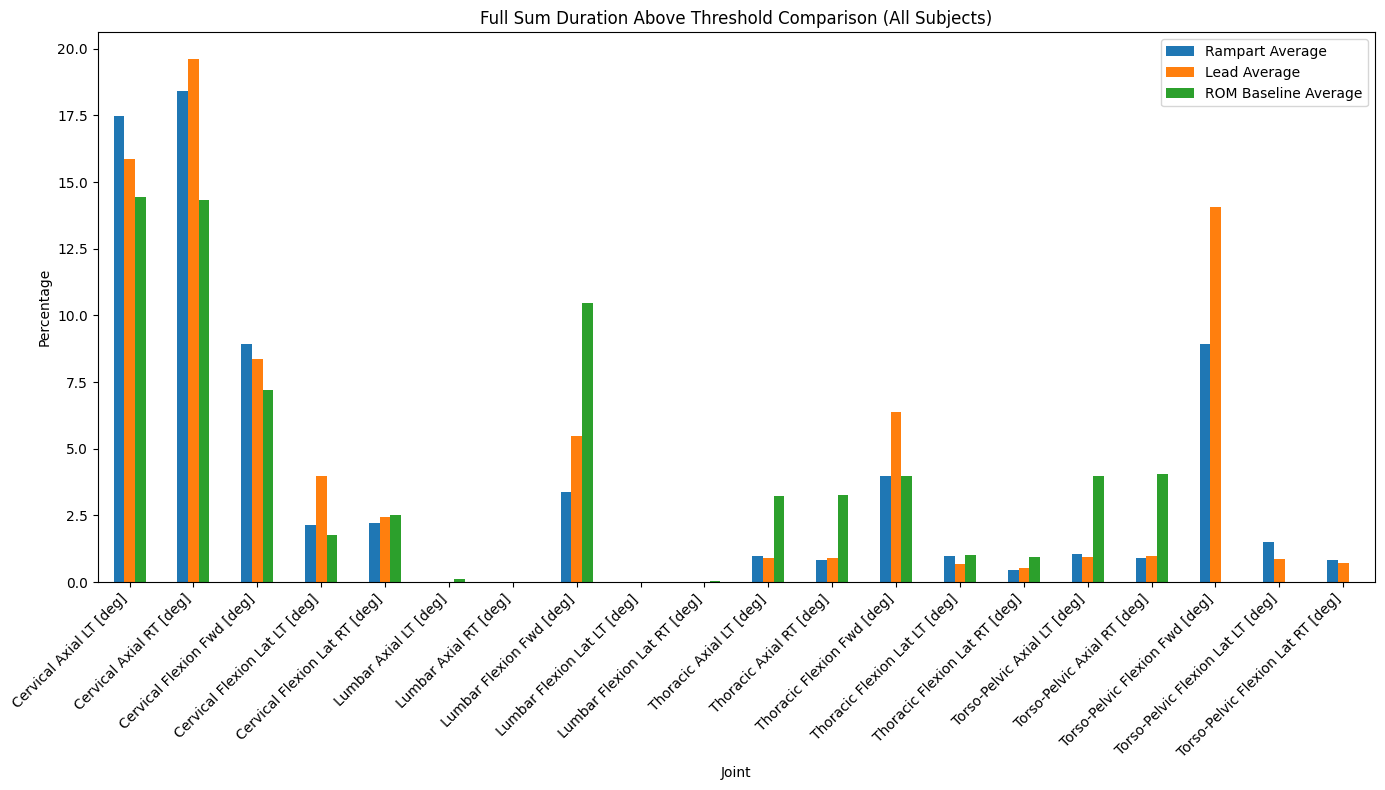 Full Sum Duration Above Threshold Comparison (All Subjects)
Rampart Average
Lead Average
ROM Baseline Average
20.0
17.5
15.0
12.5
10.0
7.5
5.0
2.5
0.0
Percentage
Cervical Axial LT [deg]
Cervical Axial RT [deg]
Cervical Flexion Fwd [deg]
Cervical Flexion Lat LT [deg]
Cervical Flexion Lat RT [deg]
Lumbar Axial LT [deg]
Lumbar Axial RT [deg]
Lumbar Flexion Fwd [deg]
Lumbar Flexion Lat LT [deg]
Lumbar Flexion Lat RT [deg]
Thoracic Axial LT [deg]
Thoracic Axial RT [deg]
Thoracic Flexion Fwd [deg]
Thoracic Flexion Lat LT [deg]
Thoracic Flexion Lat RT [deg]
Torso-Pelvic Axial LT [deg]
Torso-Pelvic Axial RT [deg]
Torso-Pelvic Flexion Fwd [deg]
Torso-Pelvic Flexion Lat LT [deg]
Torso-Pelvic Flexion Lat RT [deg]
Joint